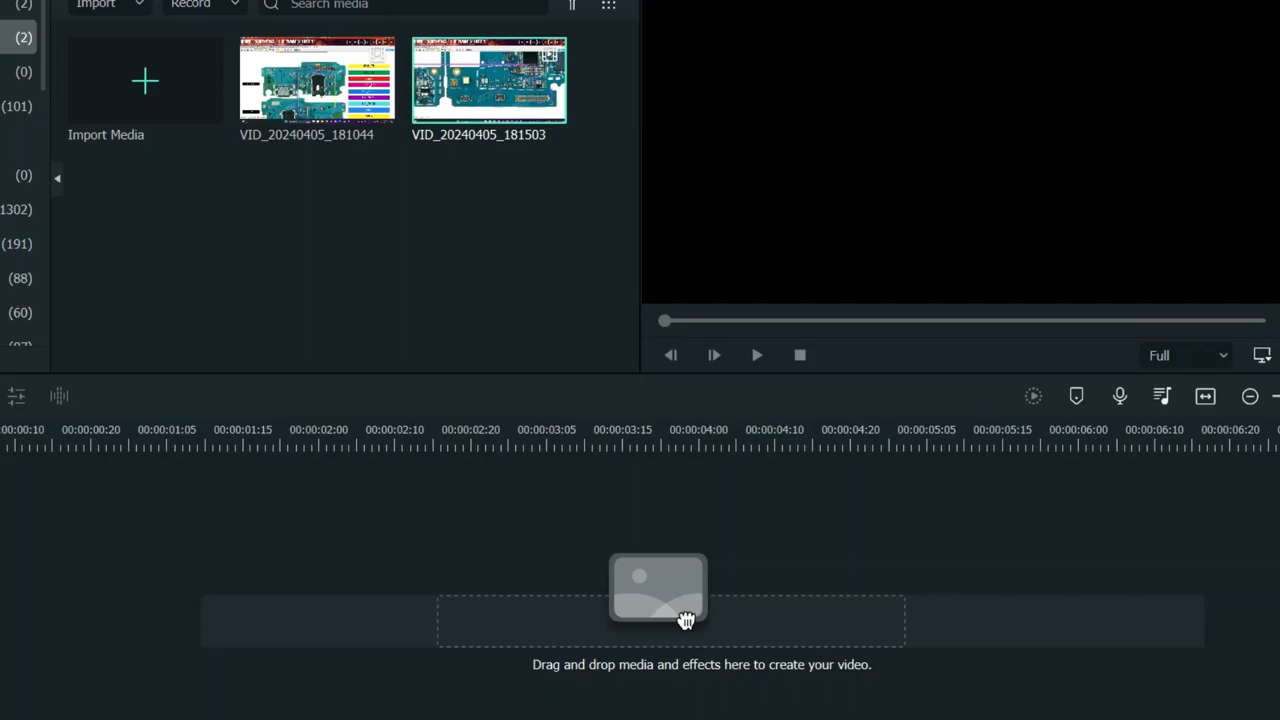 (2)
Import
Record
Search media
(2)
(0)
(101)
Import Media
VID_20240405_181044
VID_20240405_181503
(0)
1302)
(191)
(88)
(60)
Full
:00:00:10 00:00:00:20 00:00:01:05 00:00:01:15 00:00:02:00 00:00:02:10 00:00:02:20 00:00:03:05 00:00:03:15 00:00:04:00 00:00:04:10 00:00:04:20 00:00:05:05 00:00:05:15 00:00:06:00 00:00:06:10 00:00:06:20
Drag and drop media and effects here to create your video.